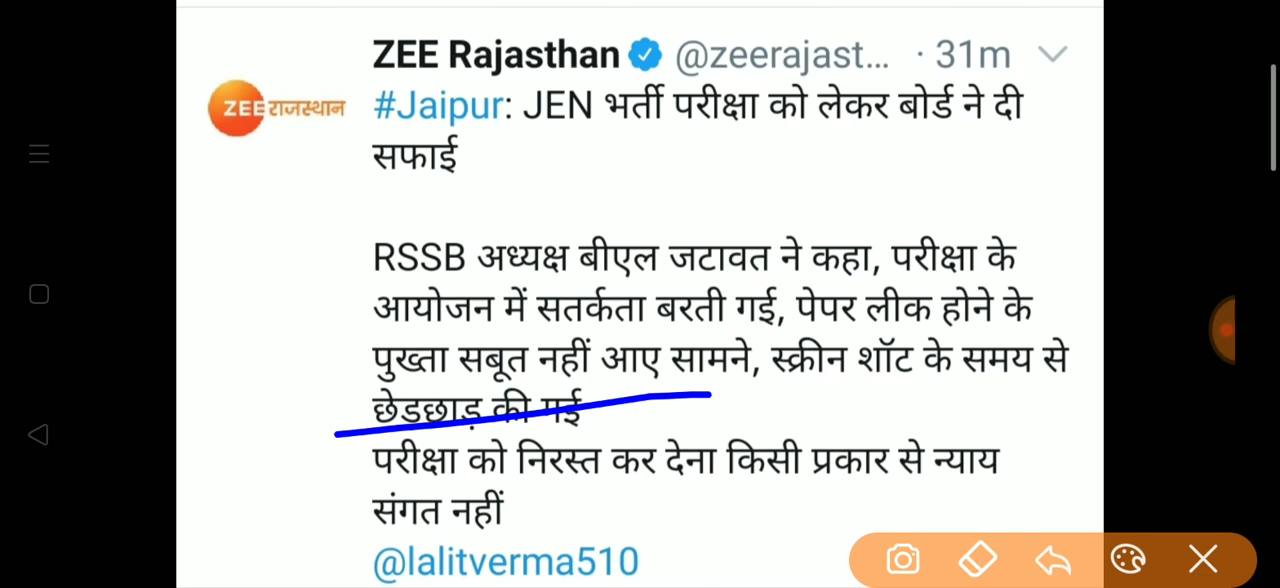 ZEE Rajasthan @zeerajast... · 31m
ZEE राजस्थान
#Jaipur: JEN भर्ती परीक्षा को लेकर बोर्ड ने दी
सफाई
RSSB अध्यक्ष बीएल जटावत ने कहा, परीक्षा के
आयोजन में सतर्कता बरती गई, पेपर लीक होने के
पुख्ता सबूत नहीं आए सामने, स्क्रीन शॉट के समय से
छेडछाड़ की गई
परीक्षा को निरस्त कर देना किसी प्रकार से न्याय
संगत नहीं
@lalitverma510